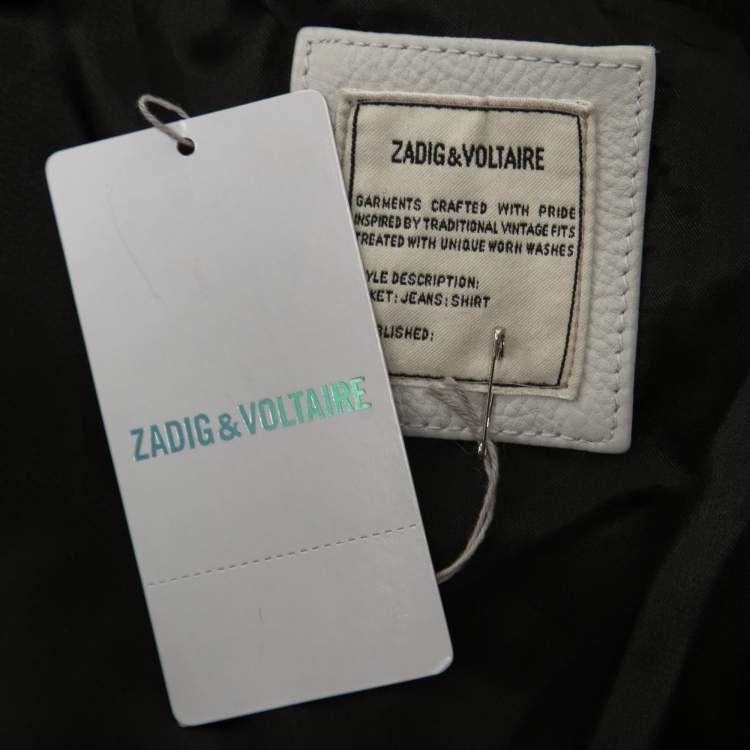 ZADIG&VOLTAIRE
GARMENTS CRAFTED WITH PRIDE
INSPIRED BY TRADITIONAL VINTAGE FITS
TREATED WITH UNIQUE WORN WASHES
YLE DESCRIPTION:
KET: JEANS: SHIRT
BLISHED:
ZADIG&VOLTAIRE